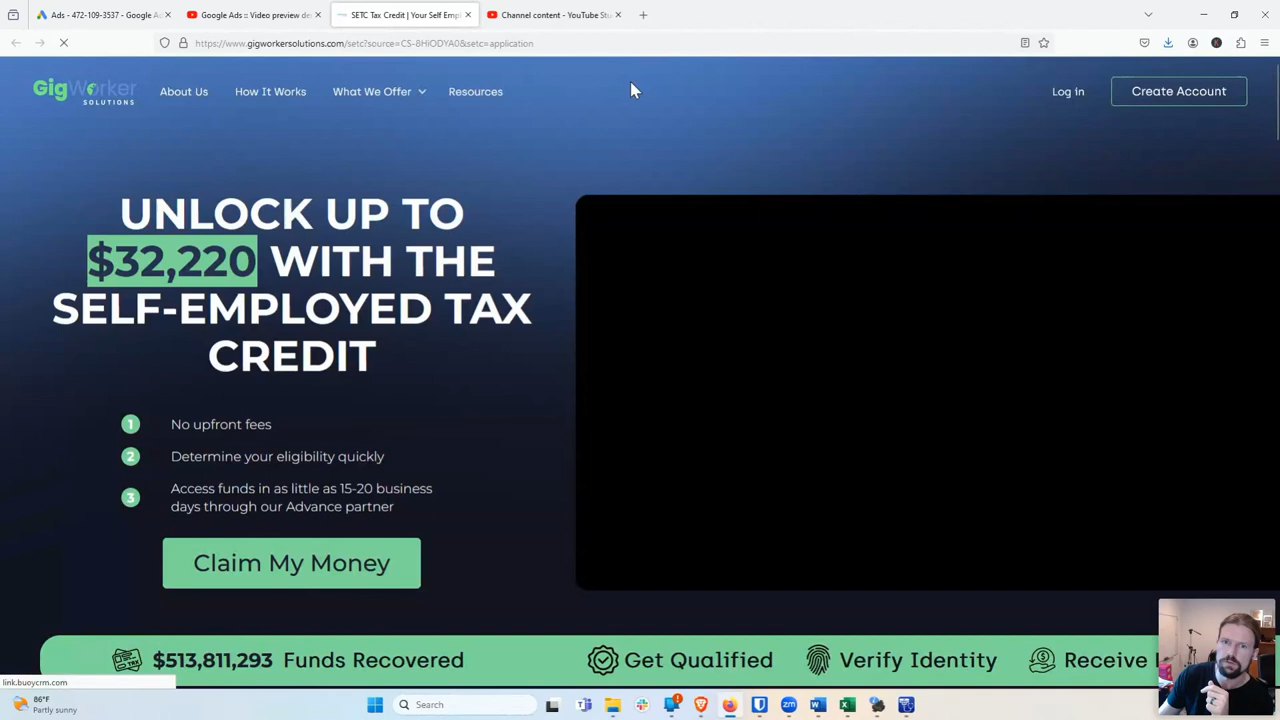 Ads - 472-109-3537 - Google Ad
Google Ads :: Video preview de
SETC Tax Credit | Your Self Empl
Channel content - YouTube Stu
https://www.gigworkersolutions.com/setc?source=CS-8HiODYA0&setc=application
GigWorker
SOLUTIONS
About Us
How It Works
What We Offer
Resources
Log in
Create Account
UNLOCK UP TO
$32,220 WITH THE
SELF-EMPLOYED TAX
CREDIT
1 No upfront fees
2 Determine your eligibility quickly
3 Access funds in as little as 15-20 business
days through our Advance partner
Claim My Money
$513,811,293 Funds Recovered
Get Qualified
Verify Identity
Receive
link.buoycrm.com
86°F
Partly sunny
Search